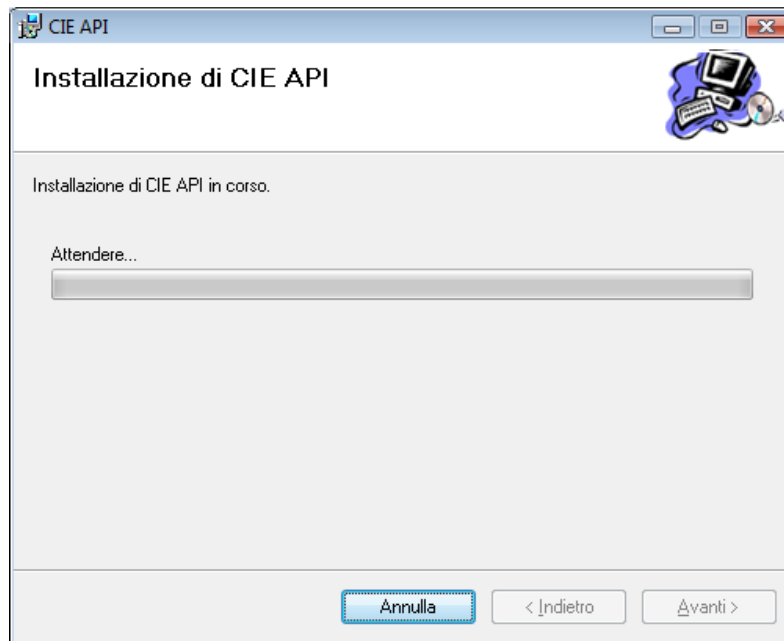 CIE API
Installazione di CIE API
Installazione di CIE API in corso.
Attendere...
Annulla
< Indietro
Avanti >